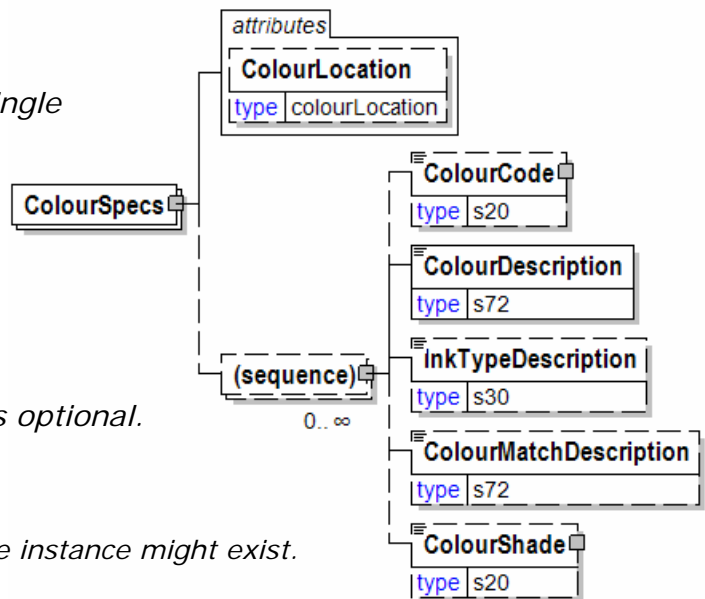 attributes
ColourLocation
type colourLocation
ingle
ColourSpecs
ColourCode
type s20
ColourDescription
type s72
InkTypeDescription
type s30
(sequence)
0.. ∞
s optional.
ColourMatchDescription
type s72
e instance might exist.
ColourShade
type s20